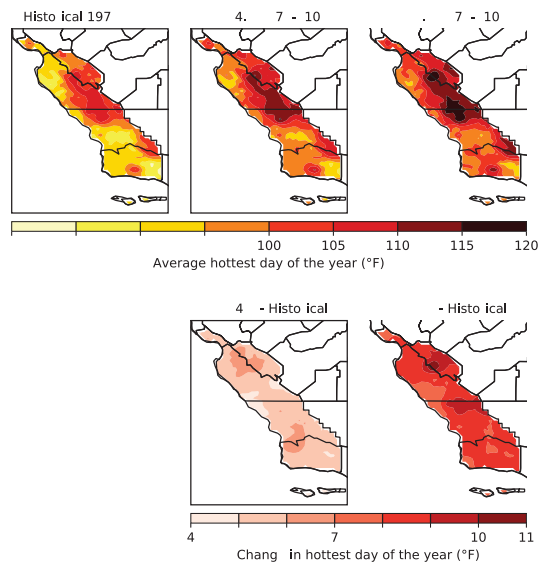 Histo ical 197
4. 7 - 10
. 7 - 10
100 105 110 115 120
Average hottest day of the year (°F)
4 - Histo ical
- Histo ical
4 7 10 11
Chang in hottest day of the year (°F)